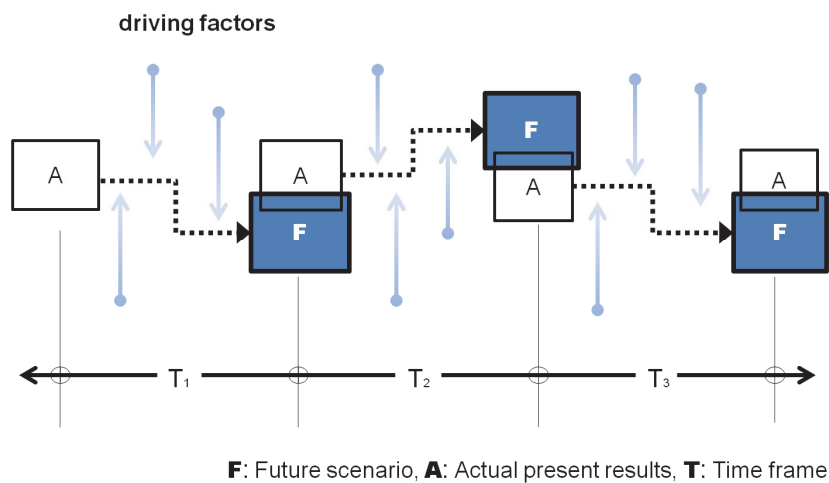 driving factors
F
A
A
A
A
F
F
T1
T2
T3
F: Future scenario, A: Actual present results, T: Time frame